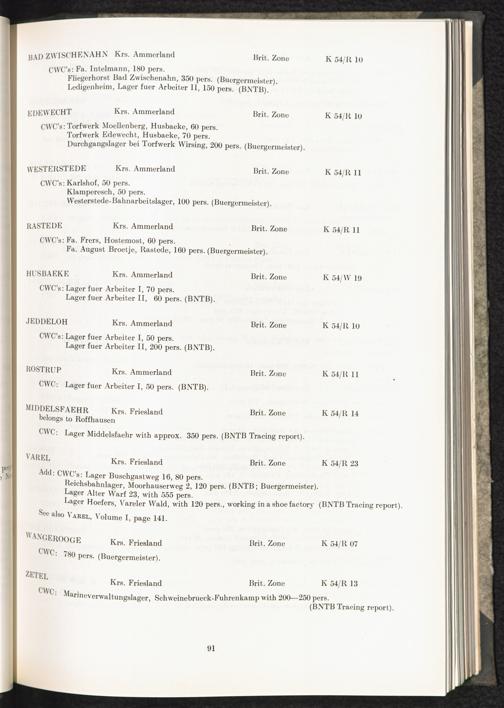 BAD ZWISCHENAHN Krs. Ammerland Brit. Zone K 54/R 10
CWC's: Fa. Intelmann, 180 pers.
Fliegerhorst Bad Zwischenahn, 350 pers. (Buergermeister).
Ledigenheim, Lager fuer Arbeiter II, 150 pers. (BNTB).
EDEWECHT Krs. Ammerland Brit. Zone K 54/R 10
CWC's: Torfwerk Moellenberg, Husbaeke, 60 pers.
Torfwerk Edewecht, Husbaeke, 70 pers.
Durchgangslager bei Torfwerk Wirsing, 200 pers. (Buergermeister).
WESTERSTEDE Krs. Ammerland Brit. Zone K 54/R 11
CWC's: Karlshof, 50 pers.
Klamperesch, 50 pers.
Westerstede-Bahnarbeitslager, 100 pers. (Buergermeister).
RASTEDE Krs. Ammerland Brit. Zone K 54/R 11
CWC's: Fa. Frers, Hostemost, 60 pers.
Fa. August Broetje, Rastede, 160 pers. (Buergermeister).
HUSBAEKE Krs. Ammerland Brit. Zone K 54/W 19
CWC's: Lager fuer Arbeiter I, 70 pers.
Lager fuer Arbeiter II, 60 pers. (BNTB).
JEDDELOH Krs. Ammerland Brit. Zone K 54/R 10
CWC's: Lager fuer Arbeiter I, 50 pers.
Lager fuer Arbeiter II, 200 pers. (BNTB).
ROSTRUP Krs. Ammerland Brit. Zone K 54/R 11
CWC: Lager fuer Arbeiter I, 50 pers. (BNTB).
MIDDELSFAEHR Krs. Friesland Brit. Zone K 54/R 14
belongs to Roffhausen
CWC: Lager Middelsfaehr with approx. 350 pers. (BNTB Tracing report).
VAREL Krs. Friesland Brit. Zone K 54/R 23
Add: CWC's: Lager Buschgastweg 16, 80 pers.
Reichsbahnlager, Moorhauserweg 2, 120 pers. (BNTB; Buergermeister).
Lager Alter Warf 23, with 555 pers.
Lager Hoefers, Vareler Wald, with 120 pers., working in a shoe factory (BNTB Tracing report).
See also VAREL, Volume I, page 141.
WANGEROOGE Krs. Friesland Brit. Zone K 54/R 07
CWC: 780 pers. (Buergermeister).
ZETEL Krs. Friesland Brit. Zone K 54/R 13
CWC: Marineverwaltungslager, Schweinebrueck-Fuhrenkamp with 200—250 pers.
(BNTB Tracing report).
91